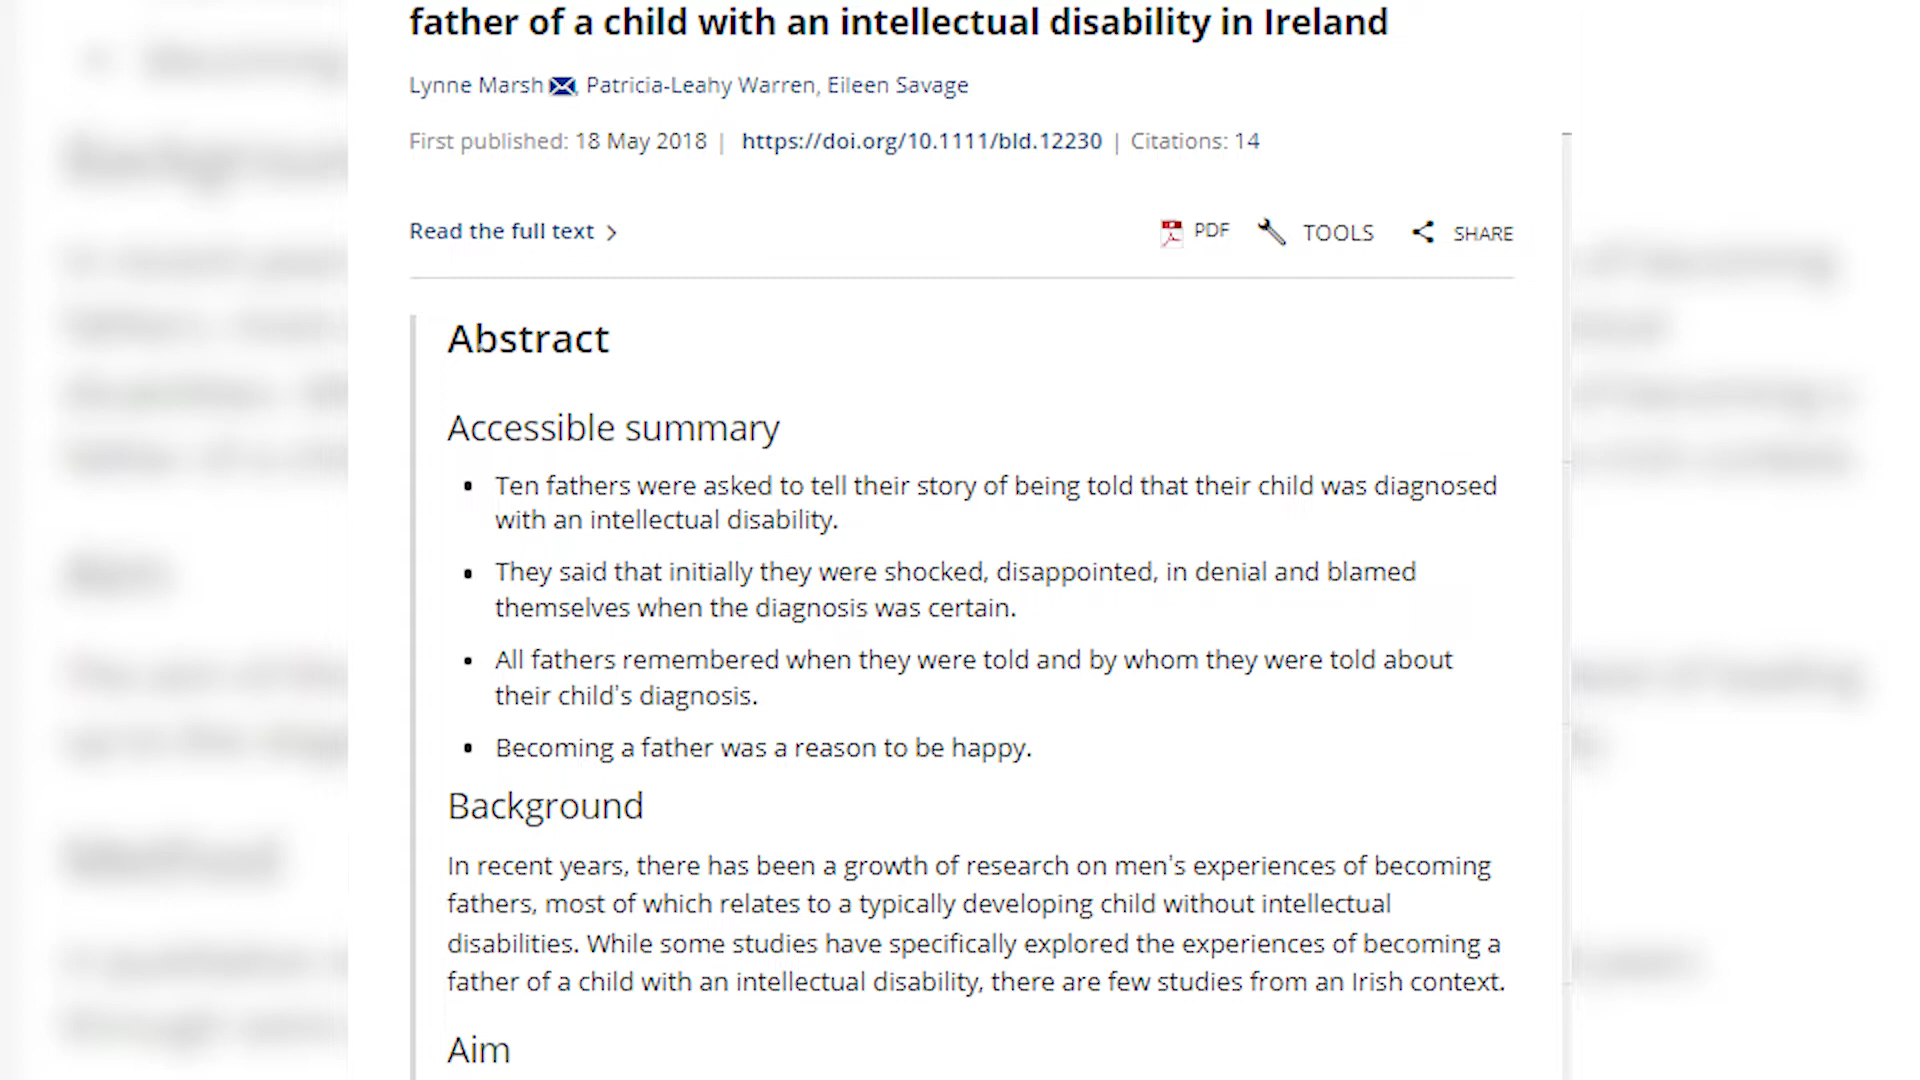 father of a child with an intellectual disability in Ireland
Lynne Marsh, Patricia-Leahy Warren, Eileen Savage
First published: 18 May 2018 | https://doi.org/10.1111/bld.12230 | Citations: 14
Read the full text
PDF TOOLS SHARE
Abstract
Accessible summary
• Ten fathers were asked to tell their story of being told that their child was diagnosed
with an intellectual disability.
• They said that initially they were shocked, disappointed, in denial and blamed
themselves when the diagnosis was certain.
• All fathers remembered when they were told and by whom they were told about
their child's diagnosis.
• Becoming a father was a reason to be happy.
Background
In recent years, there has been a growth of research on men's experiences of becoming
fathers, most of which relates to a typically developing child without intellectual
disabilities. While some studies have specifically explored the experiences of becoming a
father of a child with an intellectual disability, there are few studies from an Irish context.
Aim